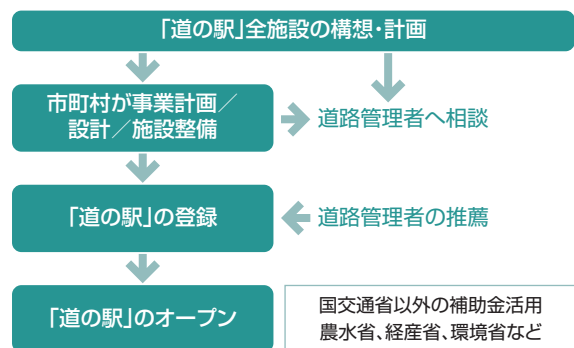 「道の駅」全施設の構想・計画
市町村が事業計画／
設計／施設整備
道路管理者へ相談
「道の駅」の登録
道路管理者の推薦
「道の駅」のオープン
国交通省以外の補助金活用
農水省、経産省、環境省など